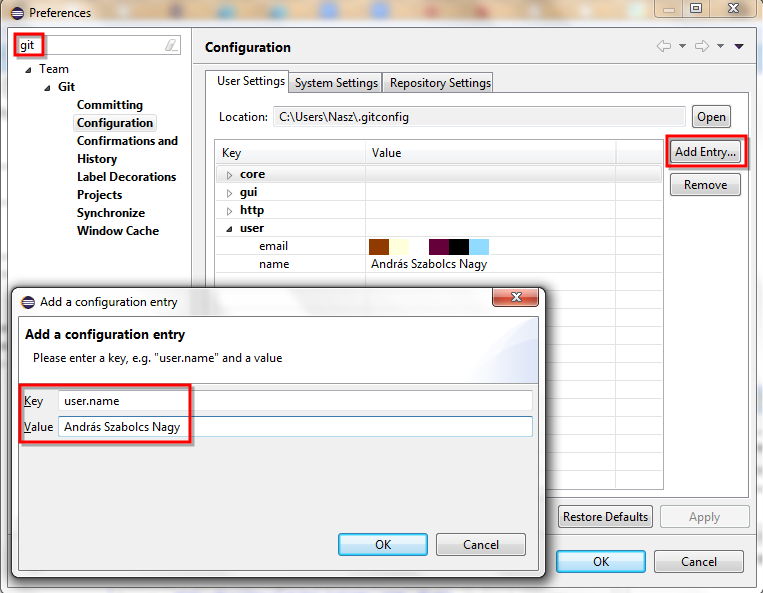 Preferences
git
Team
Git
Committing
Configuration
Confirmations and
History
Label Decorations
Projects
Synchronize
Window Cache
Configuration
User Settings System Settings Repository Settings
Location: C:\Users\Nasz\.gitconfig Open
Key Value
core
gui
http
user
email
name András Szabolcs Nagy
Add Entry...
Remove
Restore Defaults Apply
OK Cancel
Add a configuration entry
Add a configuration entry
Please enter a key, e.g. "user.name" and a value
Key user.name
Value András Szabolcs Nagy
OK Cancel